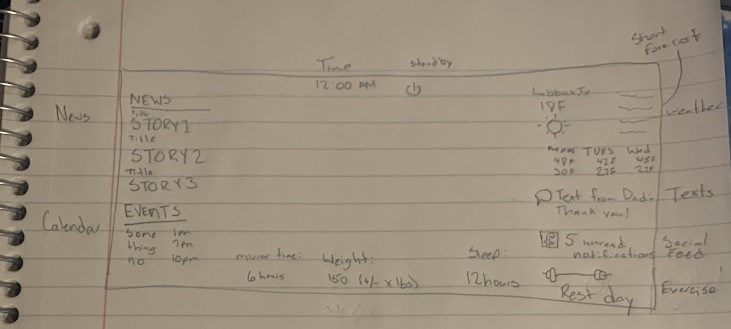 Short
forecast
Time
standby
12:00 AM
News
NEWS
Title
STORY1
Title
STORY2
Title
STORY3
Lubbock Tx
18F
weather
TUES Wed
48F 42F 45F
30F 27F 22F
Text from Dad:
Thank you!
Texts
Calendar
EVENTS
Some 1pm
thing 7pm
no 10pm
mirror time:
6 hours
Weight:
150 (+/- x lbs)
Sleep:
12 hours
5 unread
notifications
Social
Feed
Rest day
Exercise